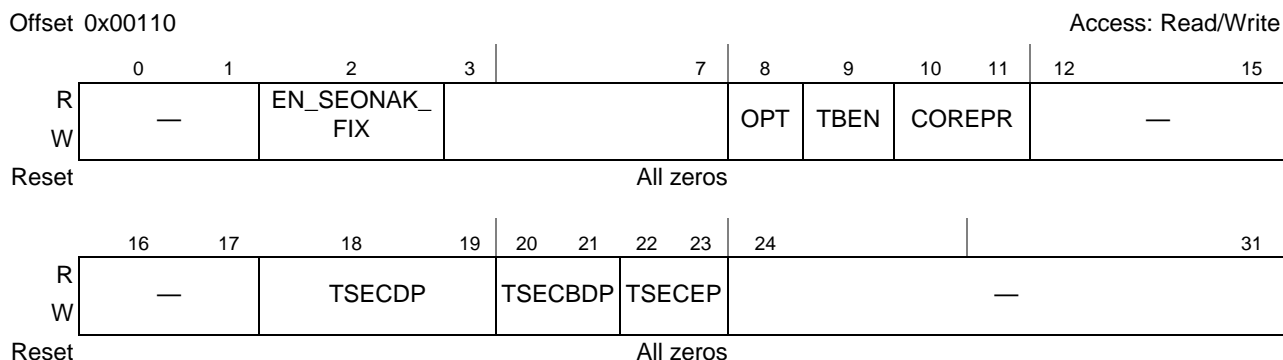 Offset 0x00110 Access: Read/Write
0 1 2 3 7 8 9 10 11 12 15
R W — EN_SEONAK_
FIX OPT TBEN COREPR —
Reset All zeros
16 17 18 19 20 21 22 23 24 31
R W — TSECDP TSECBDP TSECEP —
Reset All zeros